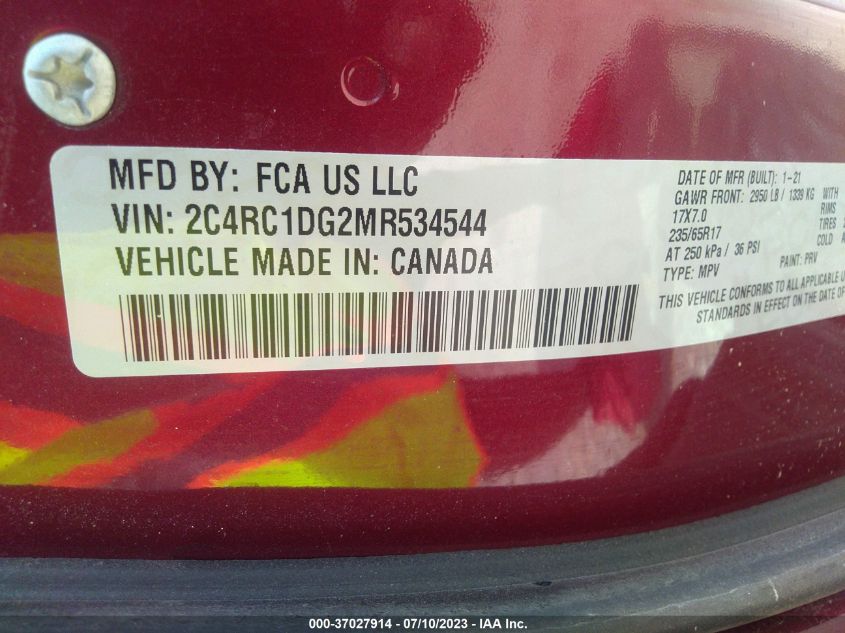 MFD BY: FCA US LLC
VIN: 2C4RC1DG2MR534544
VEHICLE MADE IN: CANADA
DATE OF MFR (BUILT): 1-21
GAWR FRONT: 2950 LB / 1339 KG WITH
17X7.0 RIMS
235/65R17 TIRES
AT 250 kPa / 36 PSI COLD
TYPE: MPV PAINT: PRV
THIS VEHICLE CONFORMS TO ALL APPLICABLE
STANDARDS IN EFFECT ON THE DATE OF
000-37027914 - 07/10/2023 - IAA Inc.